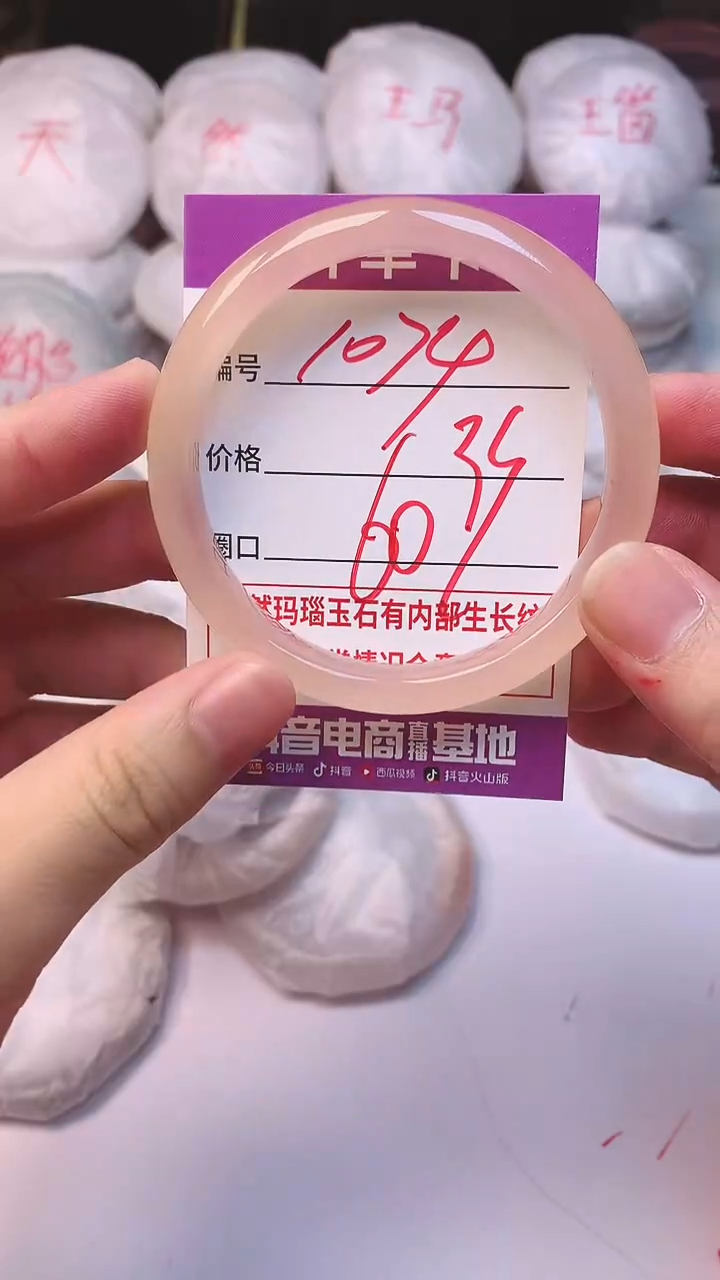 天 然 玛 瑙
编号 1074
价格 39
圈口 60
玛瑙玉石有内部生长纹
抖音电商直播基地
今日头条 抖音 西瓜视频 抖音火山版